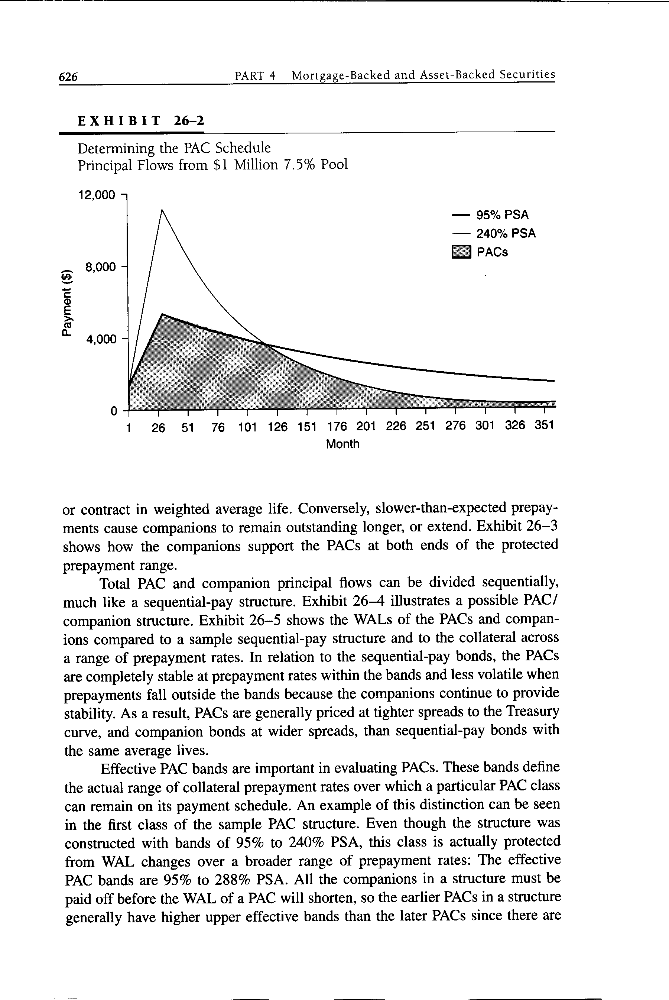 626
PART 4 Mortgage-Backed and Asset-Backed Securities
EXHIBIT 26–2
Determining the PAC Schedule
Principal Flows from $1 Million 7.5% Pool
12,000
8,000
4,000
0
Payment ($)
95% PSA
240% PSA
PACs
1 26 51 76 101 126 151 176 201 226 251 276 301 326 351
Month
or contract in weighted average life. Conversely, slower-than-expected prepay-
ments cause companions to remain outstanding longer, or extend. Exhibit 26–3
shows how the companions support the PACs at both ends of the protected
prepayment range.
Total PAC and companion principal flows can be divided sequentially,
much like a sequential-pay structure. Exhibit 26–4 illustrates a possible PAC/
companion structure. Exhibit 26–5 shows the WALs of the PACs and compan-
ions compared to a sample sequential-pay structure and to the collateral across
a range of prepayment rates. In relation to the sequential-pay bonds, the PACs
are completely stable at prepayment rates within the bands and less volatile when
prepayments fall outside the bands because the companions continue to provide
stability. As a result, PACs are generally priced at tighter spreads to the Treasury
curve, and companion bonds at wider spreads, than sequential-pay bonds with
the same average lives.
Effective PAC bands are important in evaluating PACs. These bands define
the actual range of collateral prepayment rates over which a particular PAC class
can remain on its payment schedule. An example of this distinction can be seen
in the first class of the sample PAC structure. Even though the structure was
constructed with bands of 95% to 240% PSA, this class is actually protected
from WAL changes over a broader range of prepayment rates: The effective
PAC bands are 95% to 288% PSA. All the companions in a structure must be
paid off before the WAL of a PAC will shorten, so the earlier PACs in a structure
generally have higher upper effective bands than the later PACs since there are